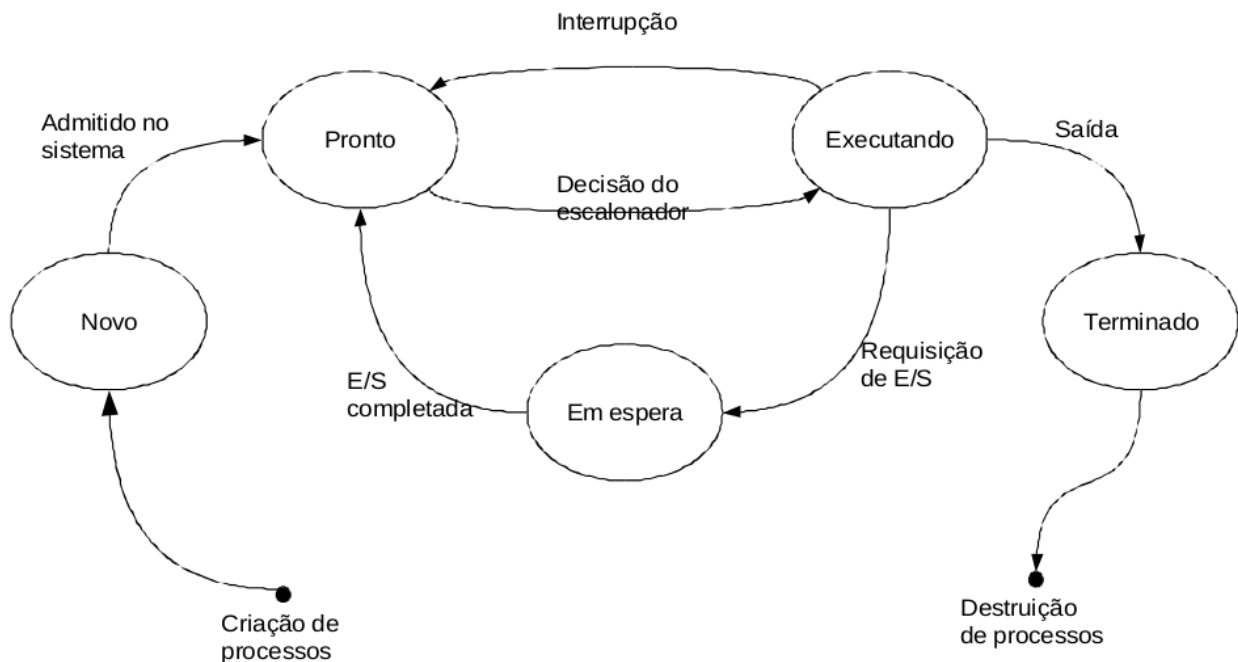 Interrupção
Admitido no
sistema
Pronto
Executando
Saída
Decisão do
escalonador
Novo
Terminado
E/S
completada
Em espera
Requisição
de E/S
Criação de
processos
Destruição
de processos